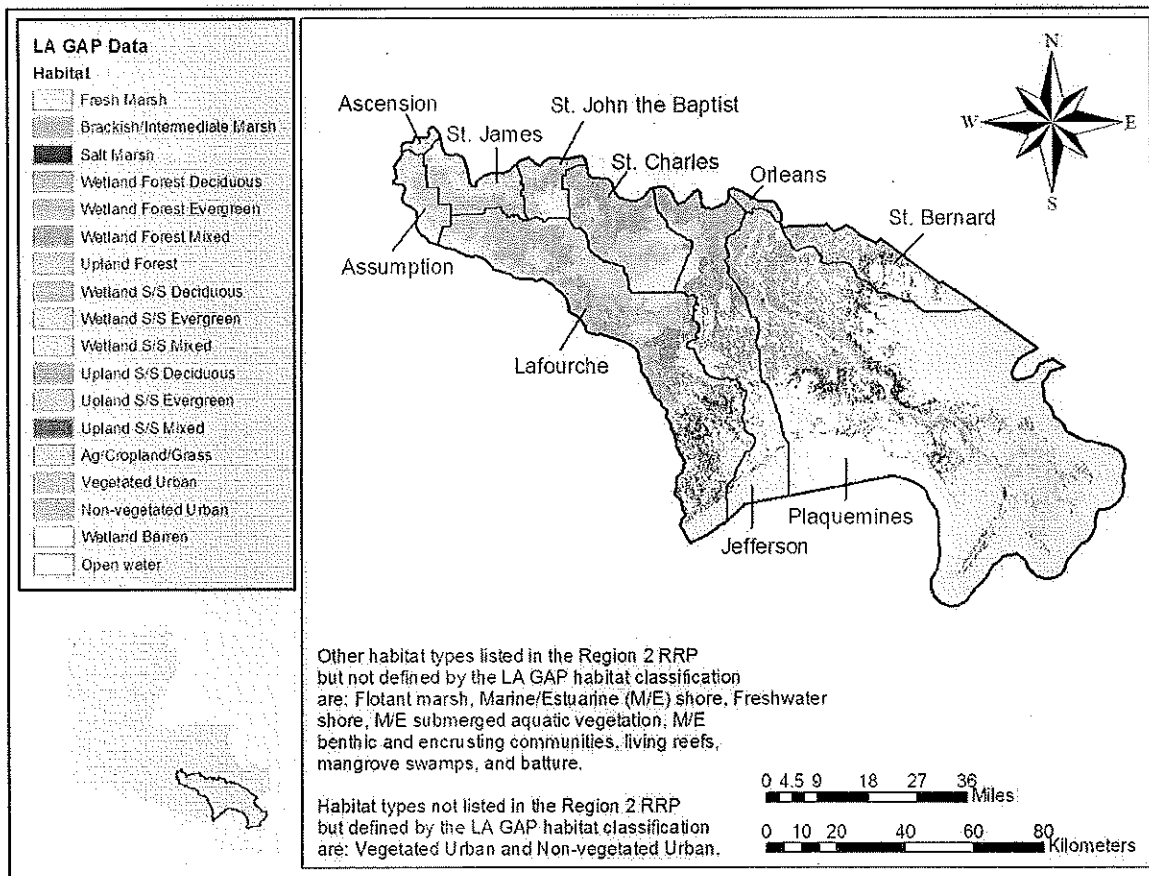 LA GAP Data
Habitat
Fresh Marsh
Brackish/Intermediate Marsh
Salt Marsh
Wetland Forest Deciduous
Wetland Forest Evergreen
Wetland Forest Mixed
Upland Forest
Wetland S/S Deciduous
Wetland S/S Evergreen
Wetland S/S Mixed
Upland S/S Deciduous
Upland S/S Evergreen
Upland S/S Mixed
Ag/Cropland/Grass
Vegetated Urban
Non-vegetated Urban
Wetland Barren
Open water
N
W E
S
Ascension
St. John the Baptist
St. James
St. Charles
Orleans
St. Bernard
Assumption
Lafourche
Plaquemines
Jefferson
Other habitat types listed in the Region 2 RRP
but not defined by the LA GAP habitat classification
are: Flotant marsh, Marine/Estuarine (M/E) shore, Freshwater
shore, M/E submerged aquatic vegetation, M/E
benthic and encrusting communities, living reefs,
mangrove swamps, and batture.
Habitat types not listed in the Region 2 RRP
but defined by the LA GAP habitat classification
are: Vegetated Urban and Non-vegetated Urban.
0 4.5 9 18 27 36
Miles
0 10 20 40 60 80
Kilometers